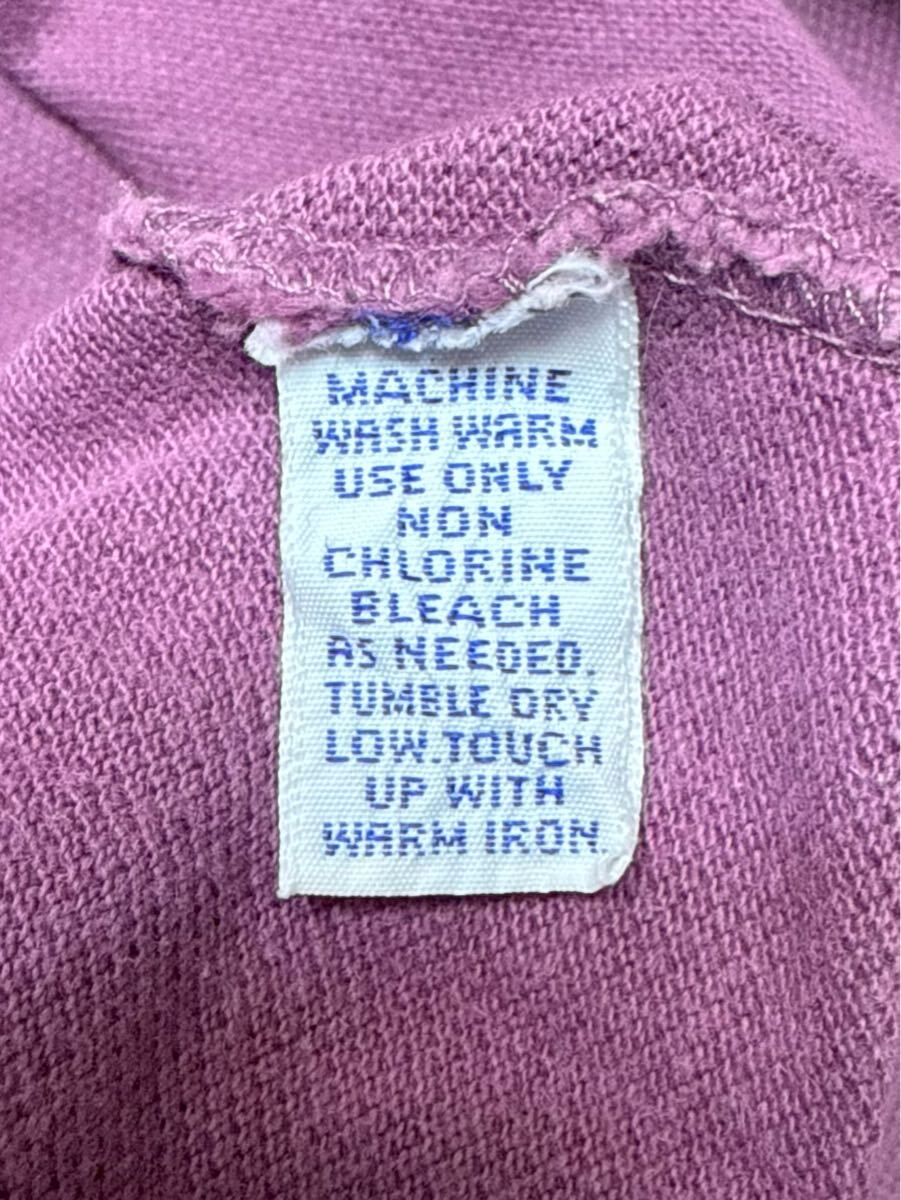 MACHINE
WASH WARM
USE ONLY
NON
CHLORINE
BLEACH
AS NEEDED.
TUMBLE DRY
LOW.TOUCH
UP WITH
WARM IRON.